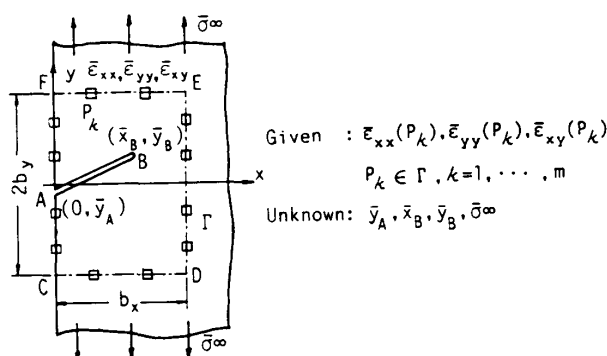 σ̄∞
F
y
ε̄xx,ε̄yy,ε̄xy
E
Pk
(x̄B,ȳB)
B
2by
x
A
(0,ȳA)
Γ
C
D
bx
σ̄∞
Given : ε̄xx(Pk),ε̄yy(Pk),ε̄xy(Pk)
Pk ∈ Γ,k=1, ⋯ ,m
Unknown: ȳA,x̄B,ȳB,σ̄∞